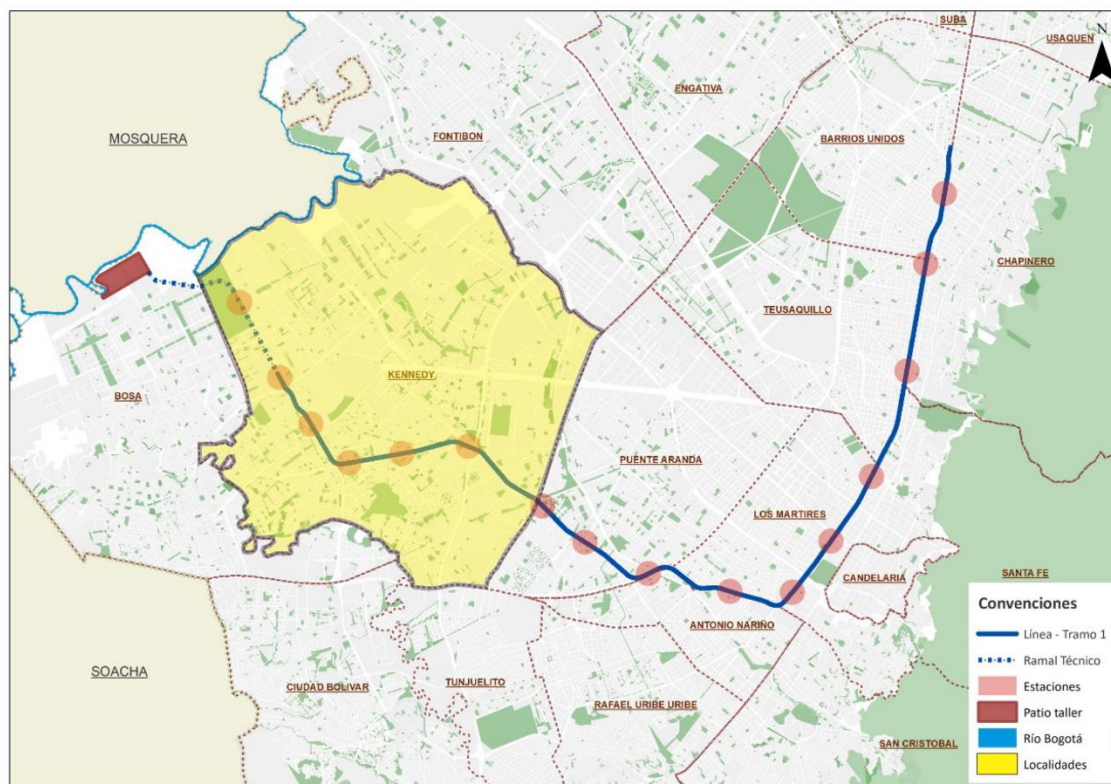 SUBA
USAQUEN
N
ENGATIVA
MOSQUERA
FONTIBON
BARRIOS UNIDOS
CHAPINERO
TEUSAQUILLO
KENNEDY
BOSA
PUENTE ARANDA
LOS MARTIRES
CANDELARIA
SANTA FE
ANTONIO NARIÑO
SOACHA
CIUDAD BOLIVAR
TUNJUELITO
RAFAEL URIBE URIBE
SAN CRISTOBAL
Convenciones
Línea - Tramo 1
Ramal Técnico
Estaciones
Patio taller
Río Bogotá
Localidades